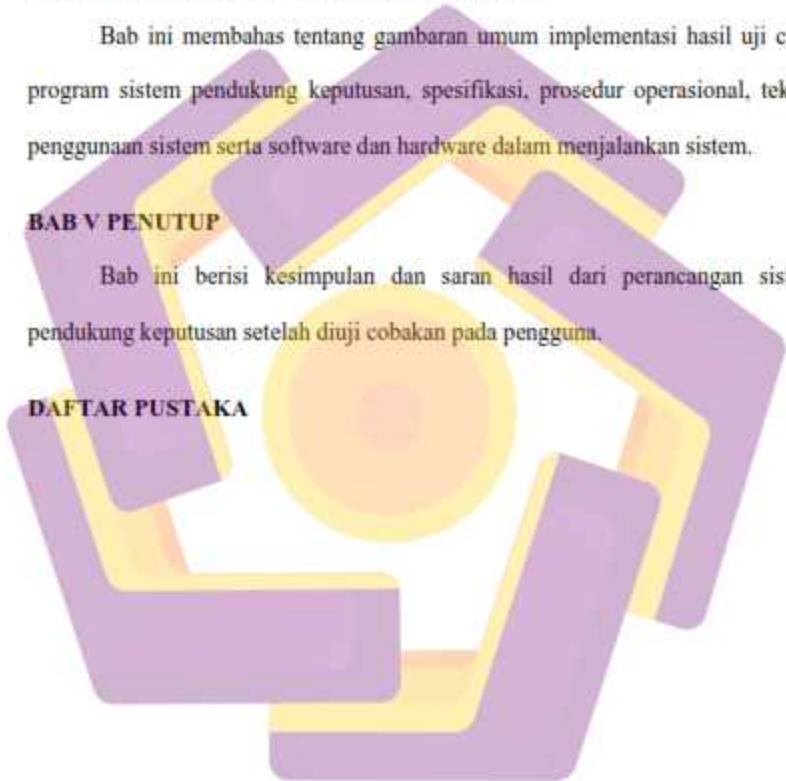 Bab ini membahas tentang gambaran umum implementasi hasil uji
program sistem pendukung keputusan, spesifikasi, prosedur operasional,
penggunaan sistem serta software dan hardware dalam menjalankan sistem.
BAB V PENUTUP
Bab ini berisi kesimpulan dan saran hasil dari perancangan
pendukung keputusan setelah diuji cobakan pada pengguna.
DAFTAR PUSTAKA